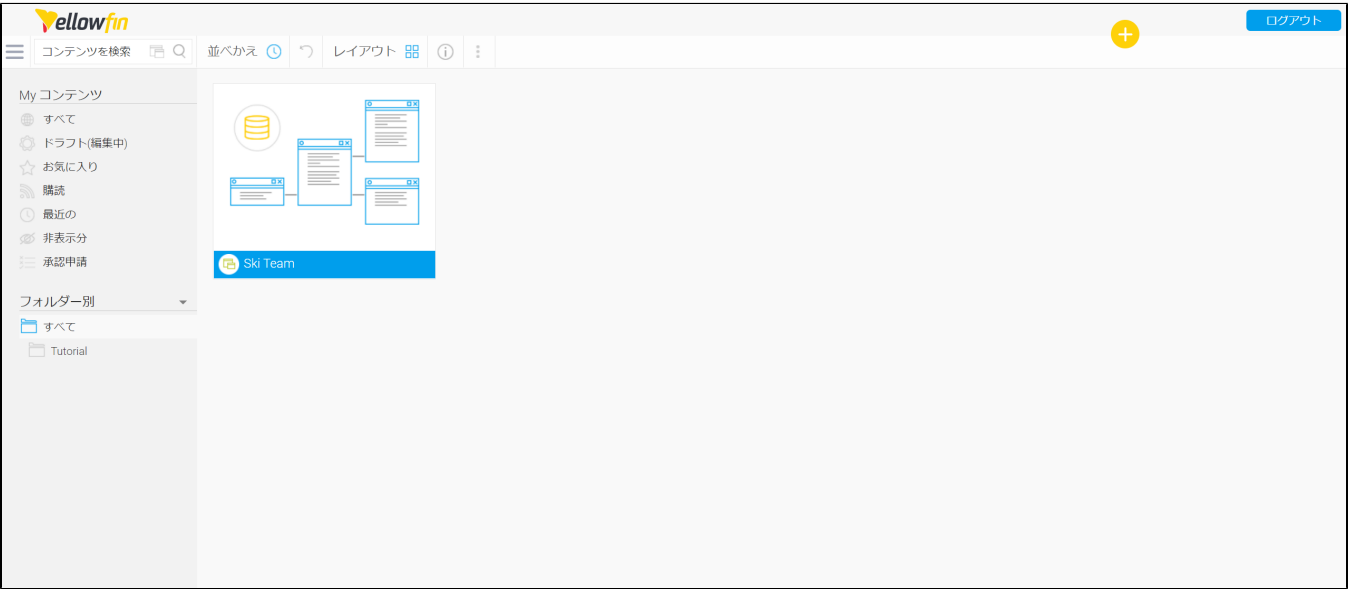 Yellowfin
ログアウト
コンテンツを検索
並べかえ
レイアウト
My コンテンツ
すべて
ドラフト(編集中)
お気に入り
購読
最近の
非表示分
承認申請
フォルダー別
すべて
Tutorial
Ski Team